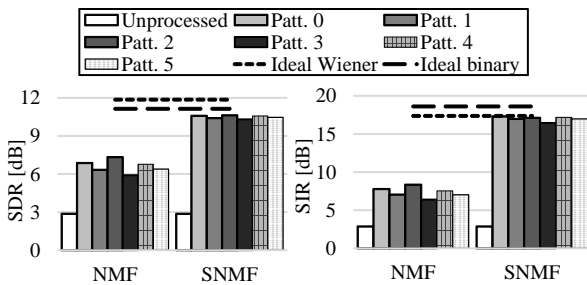 Unprocessed Patt. 0 Patt. 1
Patt. 2 Patt. 3 Patt. 4
Patt. 5 Ideal Wiener Ideal binary
SDR [dB]
12
9
6
3
0
NMF SNMF
SIR [dB]
20
15
10
5
0
NMF SNMF